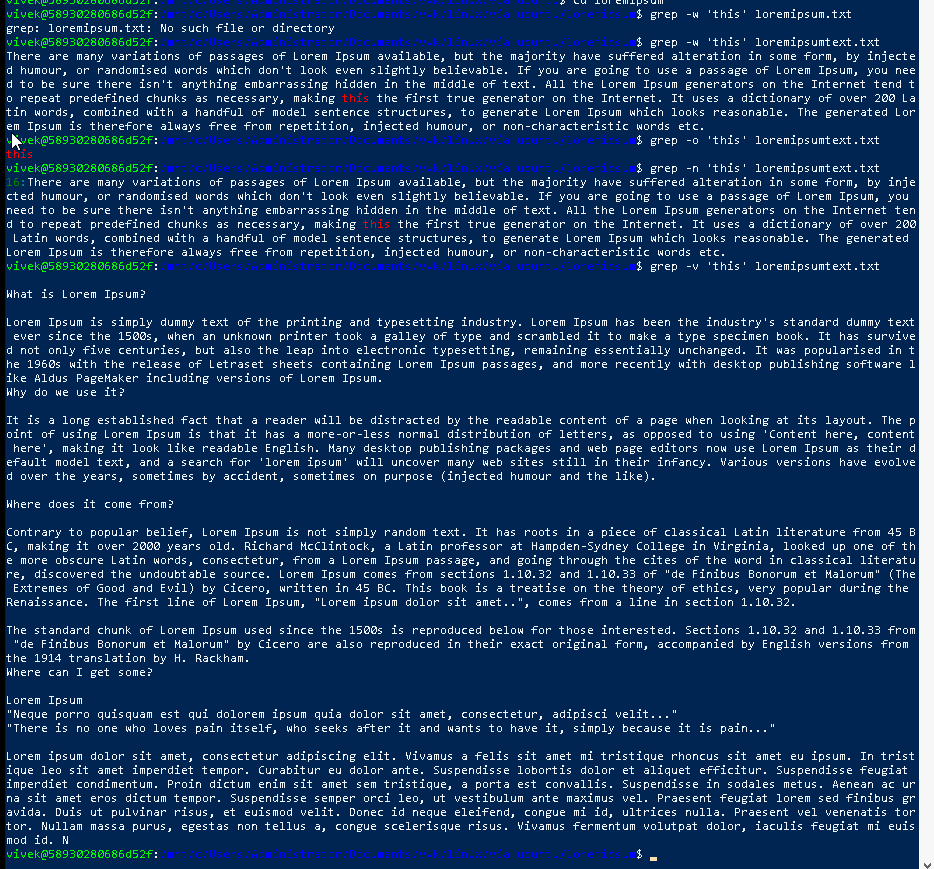 $ cd loremipsum
vivek@58930280686d52f: $ grep -w 'this' loremipsum.txt
grep: loremipsum.txt: No such file or directory
vivek@58930280686d52f: $ grep -w 'this' loremipsumtext.txt
There are many variations of passages of Lorem Ipsum available, but the majority have suffered alteration in some form, by injecte
d humour, or randomised words which don't look even slightly believable. If you are going to use a passage of Lorem Ipsum, you nee
d to be sure there isn't anything embarrassing hidden in the middle of text. All the Lorem Ipsum generators on the Internet tend t
o repeat predefined chunks as necessary, making this the first true generator on the Internet. It uses a dictionary of over 200 La
tin words, combined with a handful of model sentence structures, to generate Lorem Ipsum which looks reasonable. The generated Lor
em Ipsum is therefore always free from repetition, injected humour, or non-characteristic words etc.
vivek@58930280686d52f: $ grep -o 'this' loremipsumtext.txt
this
vivek@58930280686d52f: $ grep -n 'this' loremipsumtext.txt
16:There are many variations of passages of Lorem Ipsum available, but the majority have suffered alteration in some form, by inje
cted humour, or randomised words which don't look even slightly believable. If you are going to use a passage of Lorem Ipsum, you
need to be sure there isn't anything embarrassing hidden in the middle of text. All the Lorem Ipsum generators on the Internet ten
d to repeat predefined chunks as necessary, making this the first true generator on the Internet. It uses a dictionary of over 200
Latin words, combined with a handful of model sentence structures, to generate Lorem Ipsum which looks reasonable. The generated
Lorem Ipsum is therefore always free from repetition, injected humour, or non-characteristic words etc.
vivek@58930280686d52f: $ grep -v 'this' loremipsumtext.txt
What is Lorem Ipsum?
Lorem Ipsum is simply dummy text of the printing and typesetting industry. Lorem Ipsum has been the industry's standard dummy text
ever since the 1500s, when an unknown printer took a galley of type and scrambled it to make a type specimen book. It has survive
d not only five centuries, but also the leap into electronic typesetting, remaining essentially unchanged. It was popularised in t
he 1960s with the release of Letraset sheets containing Lorem Ipsum passages, and more recently with desktop publishing software l
ike Aldus PageMaker including versions of Lorem Ipsum.
Why do we use it?
It is a long established fact that a reader will be distracted by the readable content of a page when looking at its layout. The p
oint of using Lorem Ipsum is that it has a more-or-less normal distribution of letters, as opposed to using 'Content here, content
here', making it look like readable English. Many desktop publishing packages and web page editors now use Lorem Ipsum as their d
efault model text, and a search for 'lorem ipsum' will uncover many web sites still in their infancy. Various versions have evolve
d over the years, sometimes by accident, sometimes on purpose (injected humour and the like).
Where does it come from?
Contrary to popular belief, Lorem Ipsum is not simply random text. It has roots in a piece of classical Latin literature from 45 B
C, making it over 2000 years old. Richard McClintock, a Latin professor at Hampden-Sydney College in Virginia, looked up one of th
e more obscure Latin words, consectetur, from a Lorem Ipsum passage, and going through the cites of the word in classical literatu
re, discovered the undoubtable source. Lorem Ipsum comes from sections 1.10.32 and 1.10.33 of "de Finibus Bonorum et Malorum" (The
Extremes of Good and Evil) by Cicero, written in 45 BC. This book is a treatise on the theory of ethics, very popular during the
Renaissance. The first line of Lorem Ipsum, "Lorem ipsum dolor sit amet..", comes from a line in section 1.10.32.
The standard chunk of Lorem Ipsum used since the 1500s is reproduced below for those interested. Sections 1.10.32 and 1.10.33 from
"de Finibus Bonorum et Malorum" by Cicero are also reproduced in their exact original form, accompanied by English versions from
the 1914 translation by H. Rackham.
Where can I get some?
Lorem Ipsum
"Neque porro quisquam est qui dolorem ipsum quia dolor sit amet, consectetur, adipisci velit..."
"There is no one who loves pain itself, who seeks after it and wants to have it, simply because it is pain..."
Lorem ipsum dolor sit amet, consectetur adipiscing elit. Vivamus a felis sit amet mi tristique rhoncus sit amet eu ipsum. In trist
ique leo sit amet imperdiet tempor. Curabitur eu dolor ante. Suspendisse lobortis dolor et aliquet efficitur. Suspendisse feugiat
imperdiet condimentum. Proin dictum enim sit amet sem tristique, a porta est convallis. Suspendisse in sodales metus. Aenean ac ur
na sit amet eros dictum tempor. Suspendisse semper orci leo, ut vestibulum ante maximus vel. Praesent feugiat lorem sed finibus gr
avida. Duis ut pulvinar risus, et euismod velit. Donec id neque eleifend, congue mi id, ultrices nulla. Praesent vel venenatis tor
tor. Nullam massa purus, egestas non tellus a, congue scelerisque risus. Vivamus fermentum volutpat dolor, iaculis feugiat mi euis
mod id. N
vivek@58930280686d52f: $